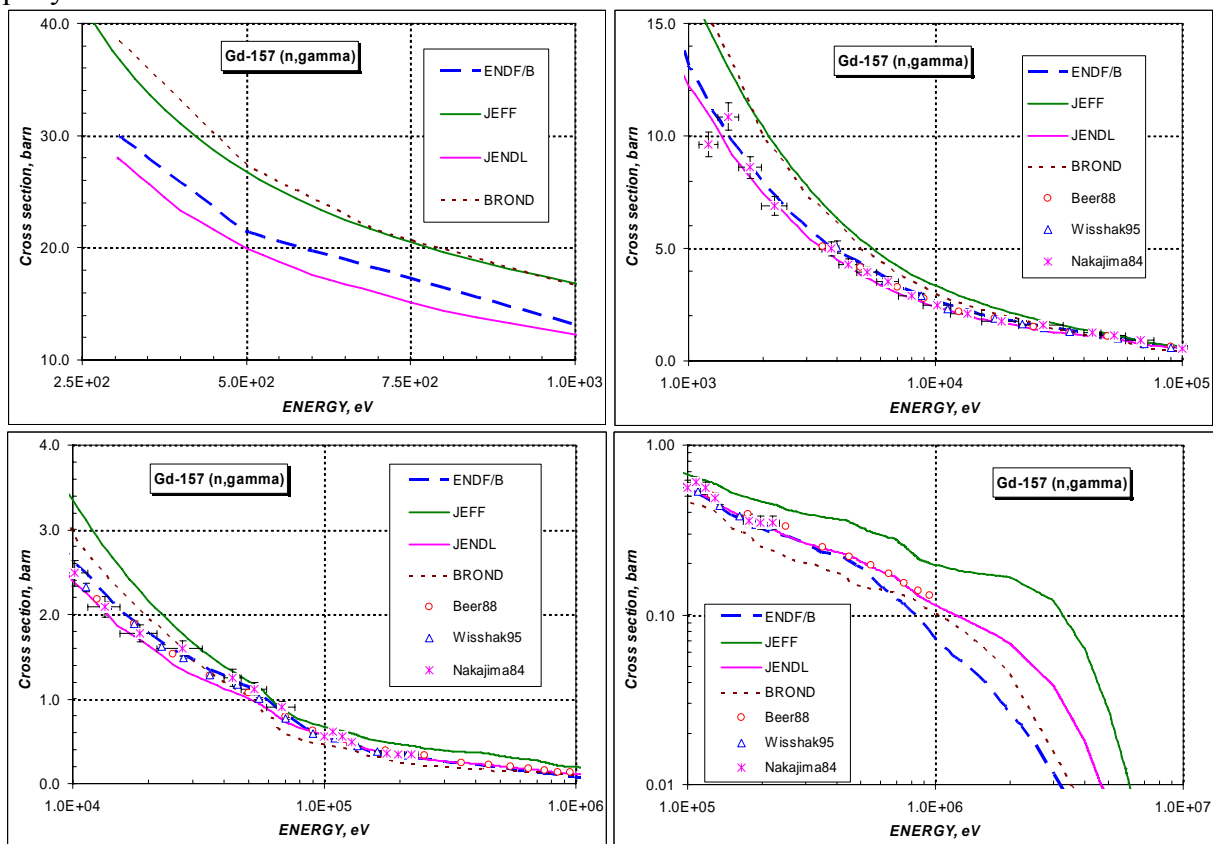 Cross section, barn
40.0
30.0
20.0
10.0
Gd-157 (n,gamma)
ENDF/B
JEFF
JENDL
BROND
2.5E+02 5.0E+02 7.5E+02 1.0E+03
ENERGY, eV
Cross section, barn
15.0
10.0
5.0
0.0
Gd-157 (n,gamma)
ENDF/B
JEFF
JENDL
BROND
Beer88
Wisshak95
Nakajima84
1.0E+03 1.0E+04 1.0E+05
ENERGY, eV
Cross section, barn
4.0
3.0
2.0
1.0
0.0
Gd-157 (n,gamma)
ENDF/B
JEFF
JENDL
BROND
Beer88
Wisshak95
Nakajima84
1.0E+04 1.0E+05 1.0E+06
ENERGY, eV
Cross section, barn
1.00
0.10
0.01
Gd-157 (n,gamma)
ENDF/B
JEFF
JENDL
BROND
Beer88
Wisshak95
Nakajima84
1.0E+05 1.0E+06 1.0E+07
ENERGY, eV